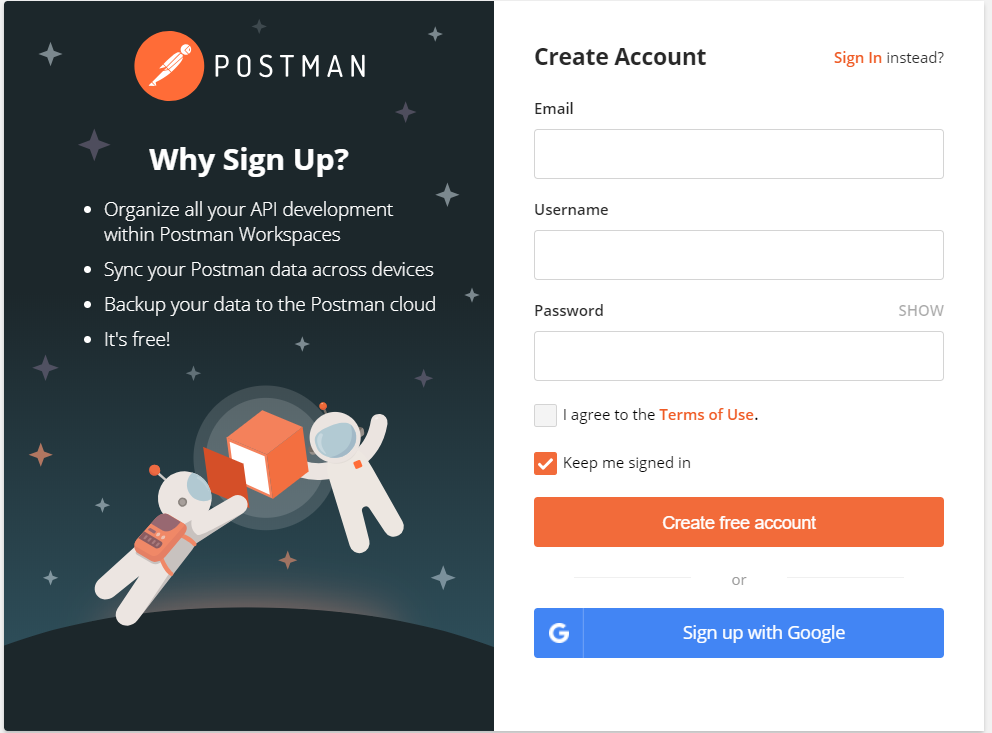 POSTMAN
Why Sign Up?
• Organize all your API development
within Postman Workspaces
• Sync your Postman data across devices
• Backup your data to the Postman cloud
• It's free!
Create Account
Sign In instead?
Email
Username
Password
SHOW
I agree to the Terms of Use.
Keep me signed in
Create free account
or
G
Sign up with Google